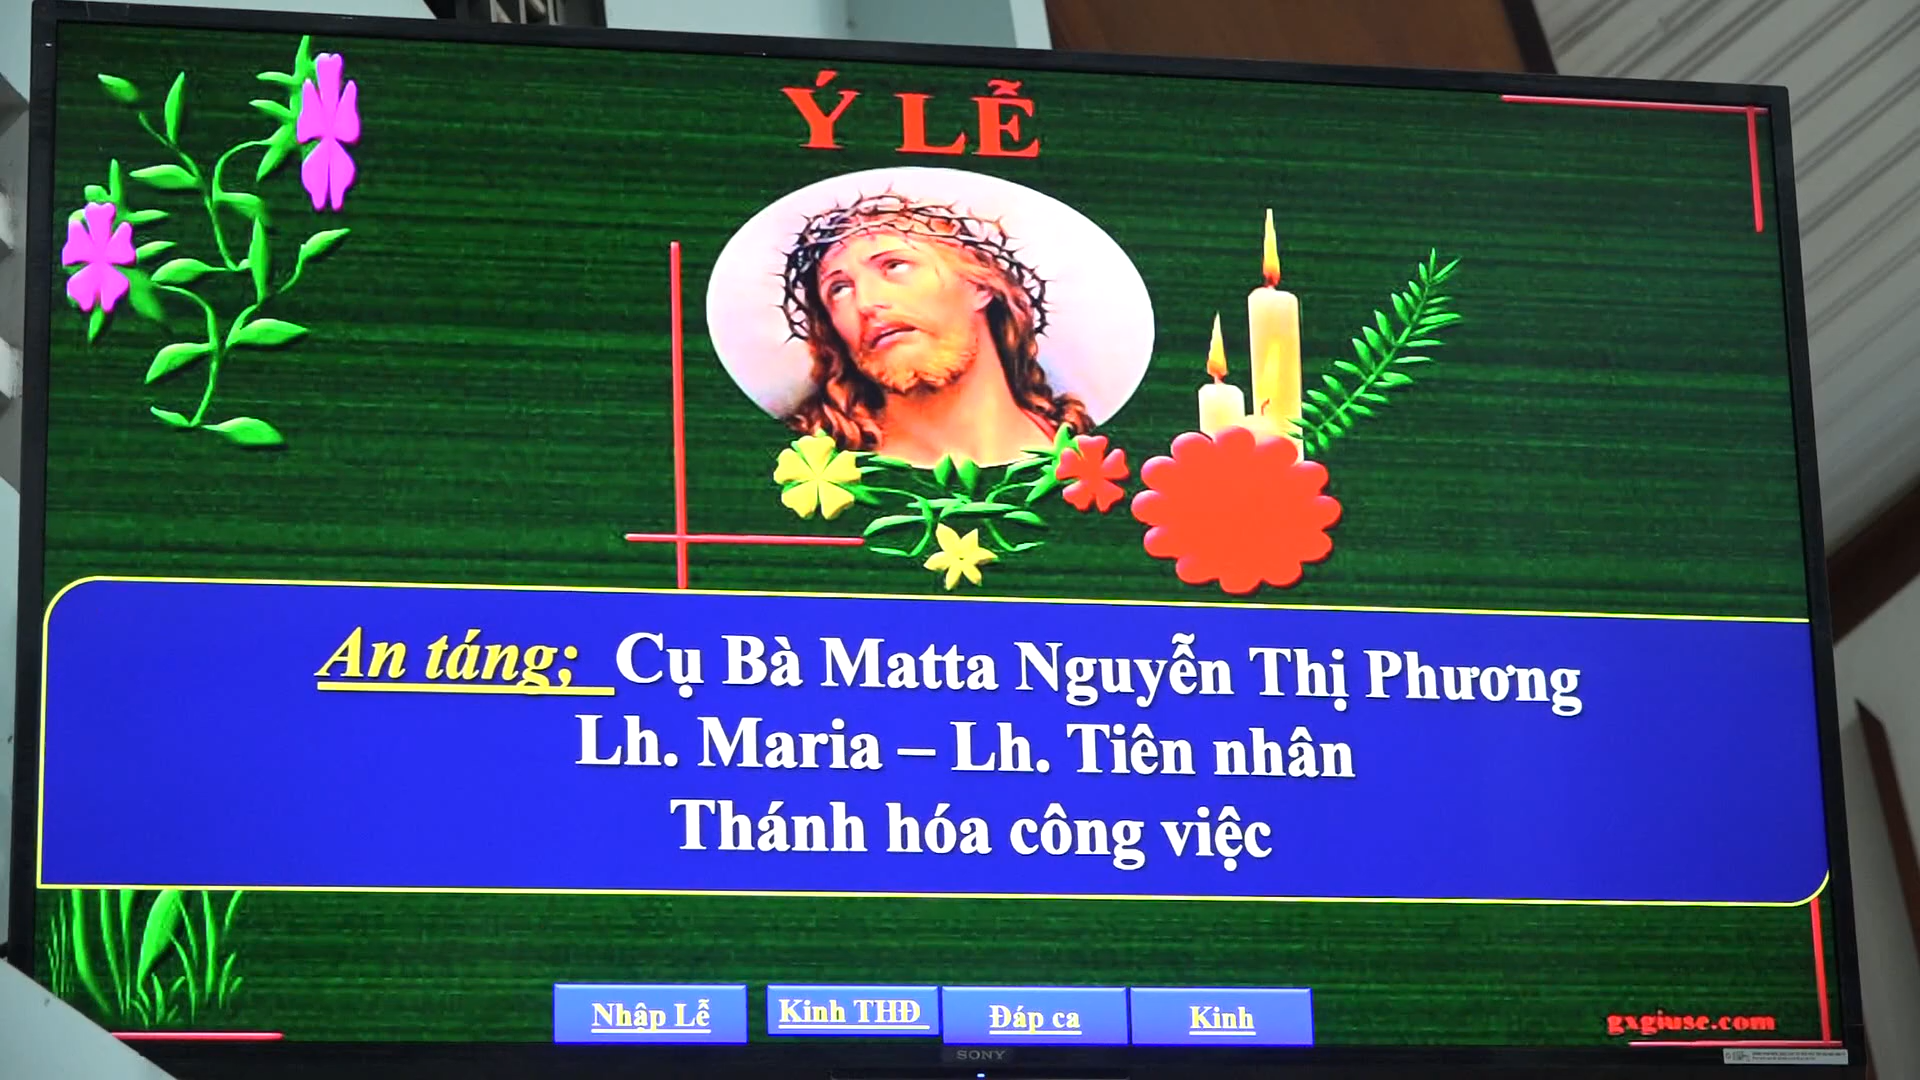 Ý LỄ
An táng; Cụ Bà Matta Nguyễn Thị Phương
Lh. Maria – Lh. Tiên nhân
Thánh hóa công việc
Nhập Lễ
Kinh THĐ
Đáp ca
Kinh
gxgiuse.com
SONY